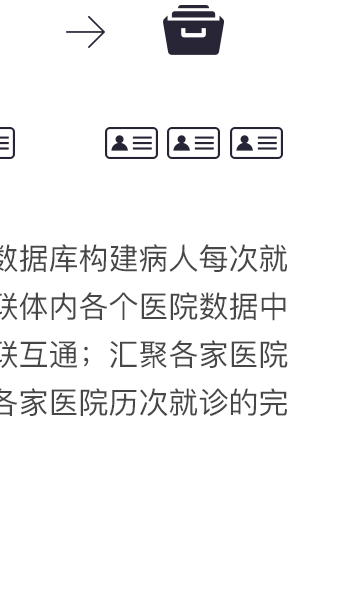 数据库构建病人每次就
联体内各个医院数据中
联互通；汇聚各家医院
各家医院历次就诊的完